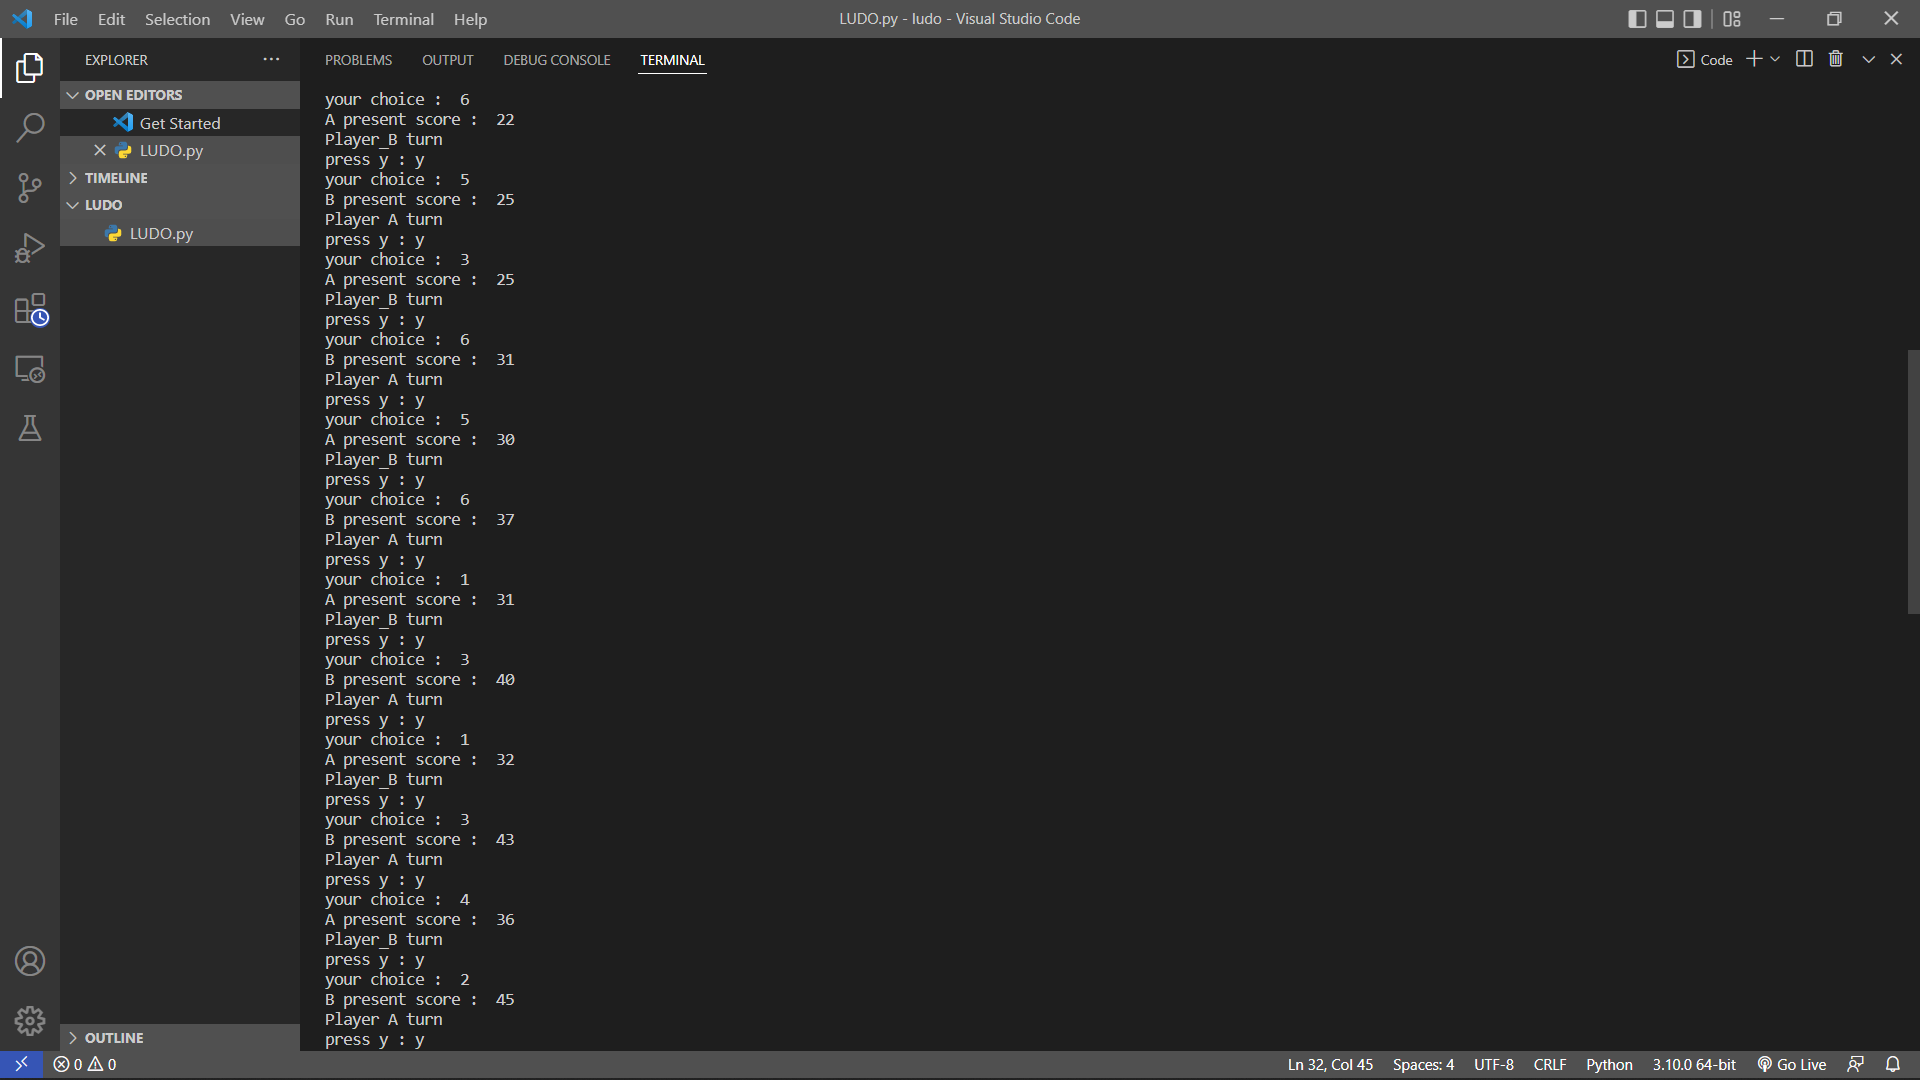 File Edit Selection View Go Run Terminal Help
LUDO.py - ludo - Visual Studio Code
EXPLORER
OPEN EDITORS
Get Started
LUDO.py
TIMELINE
LUDO
LUDO.py
OUTLINE
PROBLEMS OUTPUT DEBUG CONSOLE TERMINAL
Code
your choice : 6
A present score : 22
Player_B turn
press y : y
your choice : 5
B present score : 25
Player A turn
press y : y
your choice : 3
A present score : 25
Player_B turn
press y : y
your choice : 6
B present score : 31
Player A turn
press y : y
your choice : 5
A present score : 30
Player_B turn
press y : y
your choice : 6
B present score : 37
Player A turn
press y : y
your choice : 1
A present score : 31
Player_B turn
press y : y
your choice : 3
B present score : 40
Player A turn
press y : y
your choice : 1
A present score : 32
Player_B turn
press y : y
your choice : 3
B present score : 43
Player A turn
press y : y
your choice : 4
A present score : 36
Player_B turn
press y : y
your choice : 2
B present score : 45
Player A turn
press y : y
0 0
Ln 32, Col 45 Spaces: 4 UTF-8 CRLF Python 3.10.0 64-bit Go Live